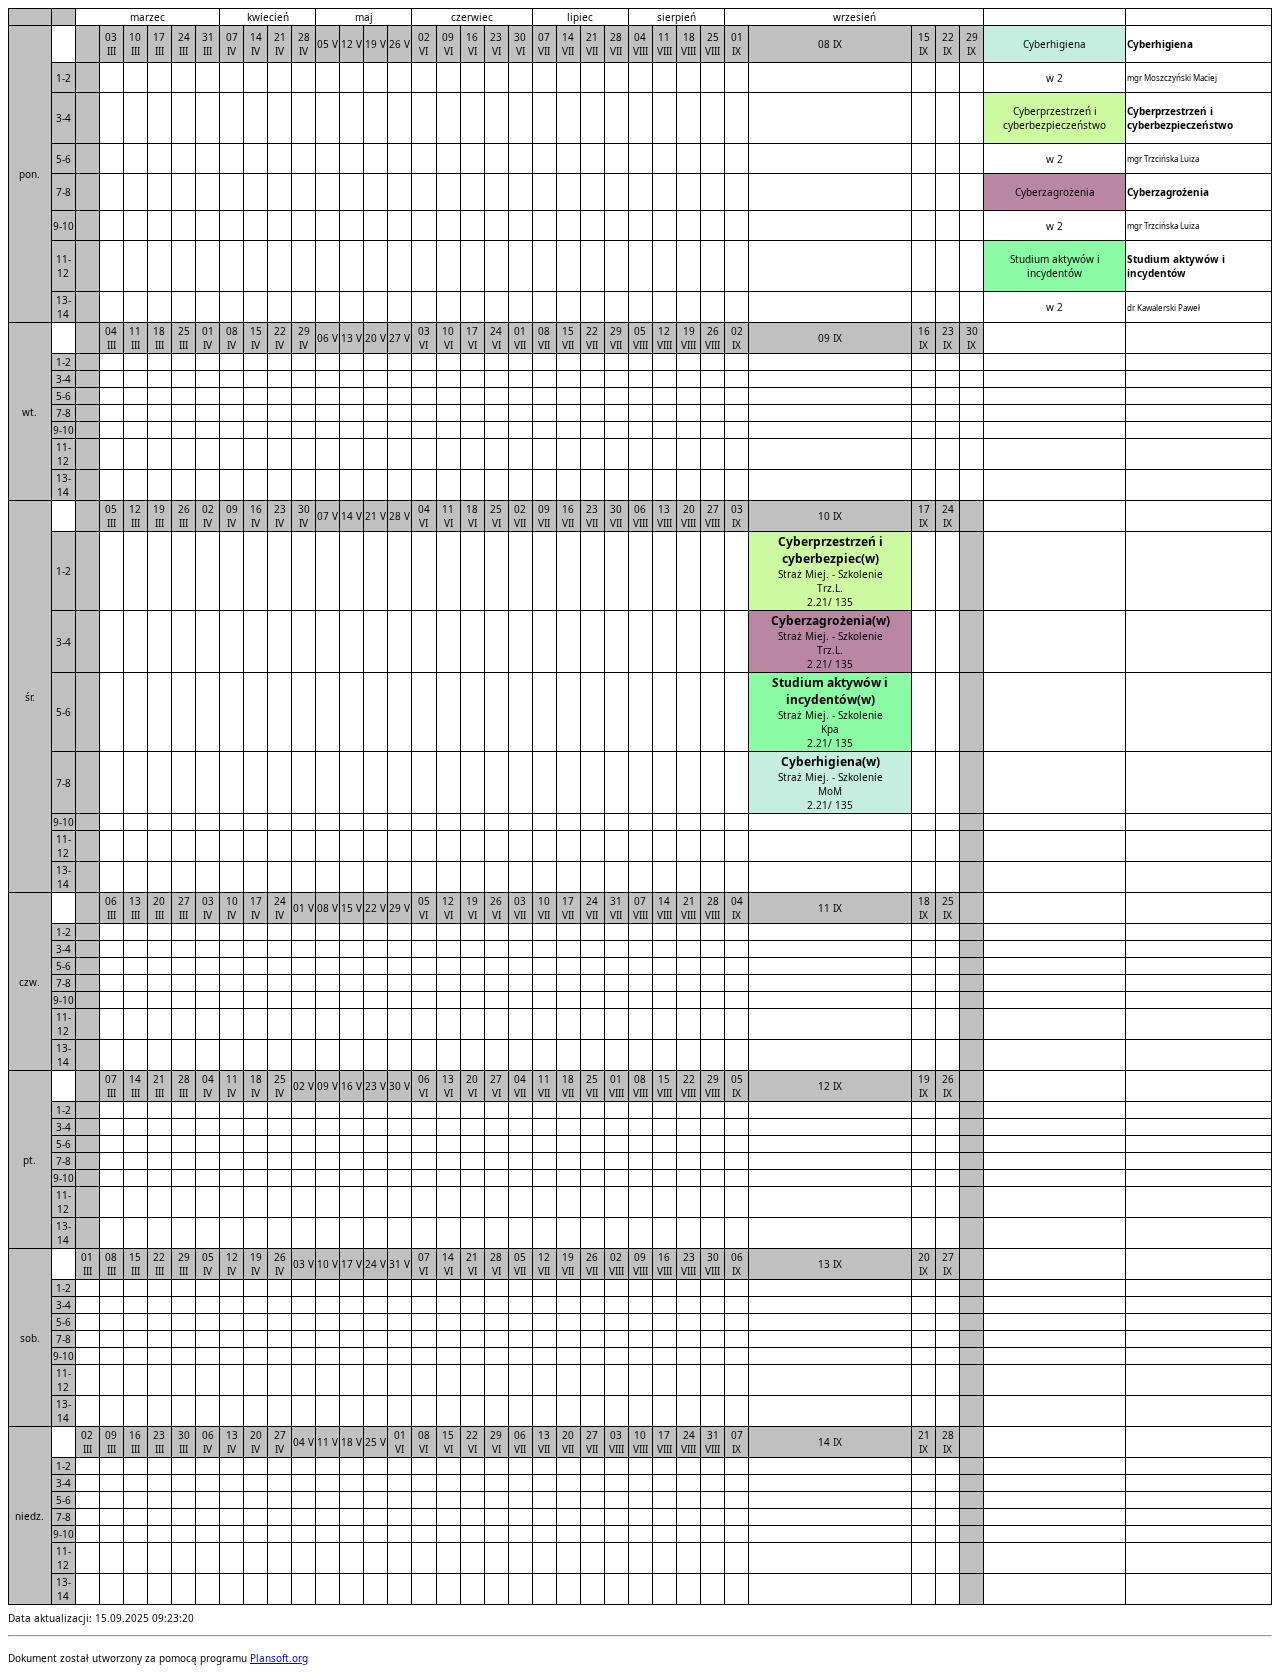 marzec kwiecień maj czerwiec lipiec sierpień wrzesień
pon.
03 10 17 24 31 07 14 21 28 05 V 12 V 19 V 26 V 02 09 16 23 30 07 14 21 28 04 11 18 25 01 08 IX 15 22 29 Cyberhigiena Cyberhigiena
III III III III III IV IV IV IV VI VI VI VI VI VII VII VII VII VIII VIII VIII VIII IX IX IX IX
1-2 w 2 mgr Moszczyński Maciej
3-4 Cyberprzestrzeń i Cyberprzestrzeń i
cyberbezpieczeństwo cyberbezpieczeństwo
5-6 w 2 mgr Trzcińska Luiza
7-8 Cyberzagrożenia Cyberzagrożenia
9-10 w 2 mgr Trzcińska Luiza
11- Studium aktywów i Studium aktywów i
12 incydentów incydentów
13- w 2 dr Kawalerski Paweł
14
wt.
04 11 18 25 01 08 15 22 29 06 V 13 V 20 V 27 V 03 10 17 24 01 08 15 22 29 05 12 19 26 02 09 IX 16 23 30
III III III III IV IV IV IV IV VI VI VI VI VII VII VII VII VII VIII VIII VIII VIII IX IX IX IX
1-2
3-4
5-6
7-8
9-10
11-
12
13-
14
śr.
05 12 19 26 02 09 16 23 30 07 V 14 V 21 V 28 V 04 11 18 25 02 09 16 23 30 06 13 20 27 03 10 IX 17 24
III III III III IV IV IV IV IV VI VI VI VI VII VII VII VII VII VIII VIII VIII VIII IX IX IX
1-2
Cyberprzestrzeń i
cyberbezpiec(w)
Straż Miej. - Szkolenie
Trz.L.
2.21/ 135
3-4
Cyberzagrożenia(w)
Straż Miej. - Szkolenie
Trz.L.
2.21/ 135
5-6
Studium aktywów i
incydentów(w)
Straż Miej. - Szkolenie
Kpa
2.21/ 135
7-8
Cyberhigiena(w)
Straż Miej. - Szkolenie
MoM
2.21/ 135
9-10
11-
12
13-
14
czw.
06 13 20 27 03 10 17 24 01 V 08 V 15 V 22 V 29 V 05 12 19 26 03 10 17 24 31 07 14 21 28 04 11 IX 18 25
III III III III IV IV IV IV VI VI VI VI VII VII VII VII VII VIII VIII VIII VIII IX IX IX
1-2
3-4
5-6
7-8
9-10
11-
12
13-
14
pt.
07 14 21 28 04 11 18 25 02 V 09 V 16 V 23 V 30 V 06 13 20 27 04 11 18 25 01 08 15 22 29 05 12 IX 19 26
III III III III IV IV IV IV VI VI VI VI VII VII VII VII VIII VIII VIII VIII VIII IX IX IX
1-2
3-4
5-6
7-8
9-10
11-
12
13-
14
sob.
01 08 15 22 29 05 12 19 26 03 V 10 V 17 V 24 V 31 V 07 14 21 28 05 12 19 26 02 09 16 23 30 06 13 IX 20 27
III III III III III IV IV IV IV VI VI VI VI VII VII VII VII VIII VIII VIII VIII VIII IX IX IX
1-2
3-4
5-6
7-8
9-10
11-
12
13-
14
niedz.
02 09 16 23 30 06 13 20 27 04 V 11 V 18 V 25 V 01 08 15 22 29 06 13 20 27 03 10 17 24 31 07 14 IX 21 28
III III III III III IV IV IV IV VI VI VI VI VI VII VII VII VII VIII VIII VIII VIII VIII IX IX IX
1-2
3-4
5-6
7-8
9-10
11-
12
13-
14
Data aktualizacji: 15.09.2025 09:23:20
Dokument został utworzony za pomocą programu Plansoft.org